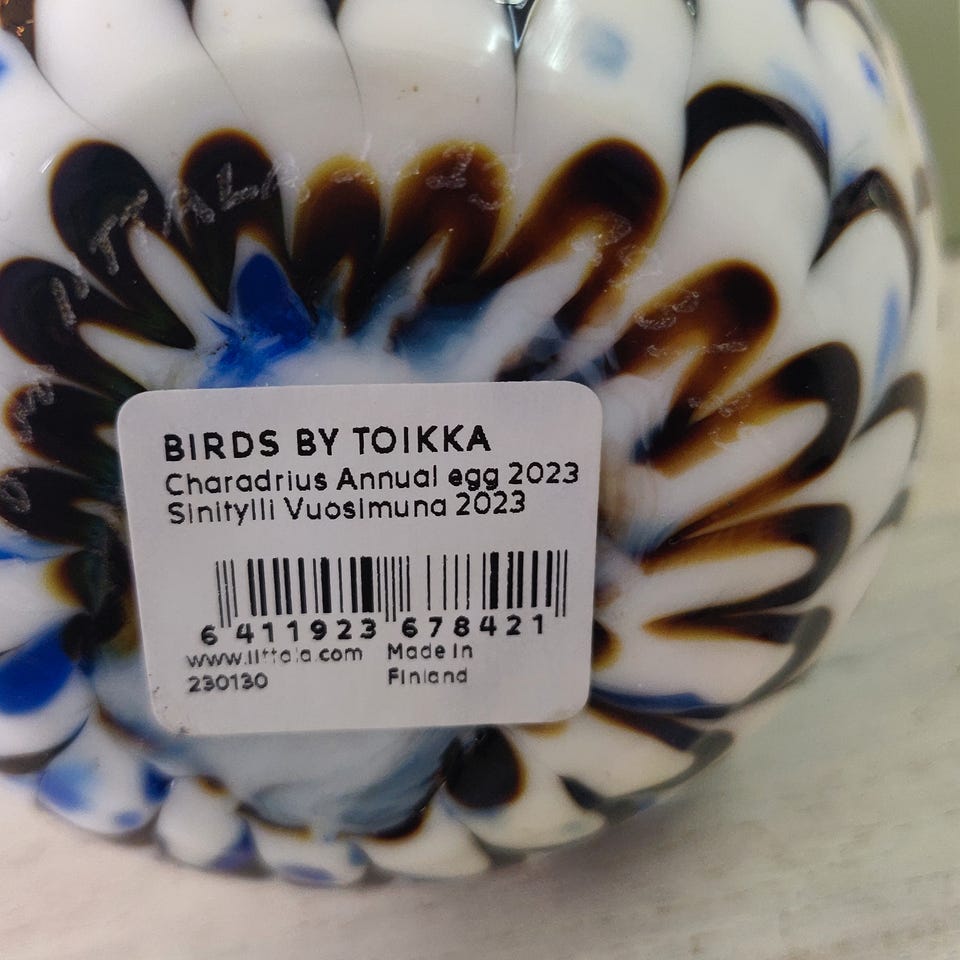 BIRDS BY TOIKKA
Charadrius Annual egg 2023
Sinitylli Vuosimuna 2023
6 411923 678421
www.iittala.com Made in
230130 Finland